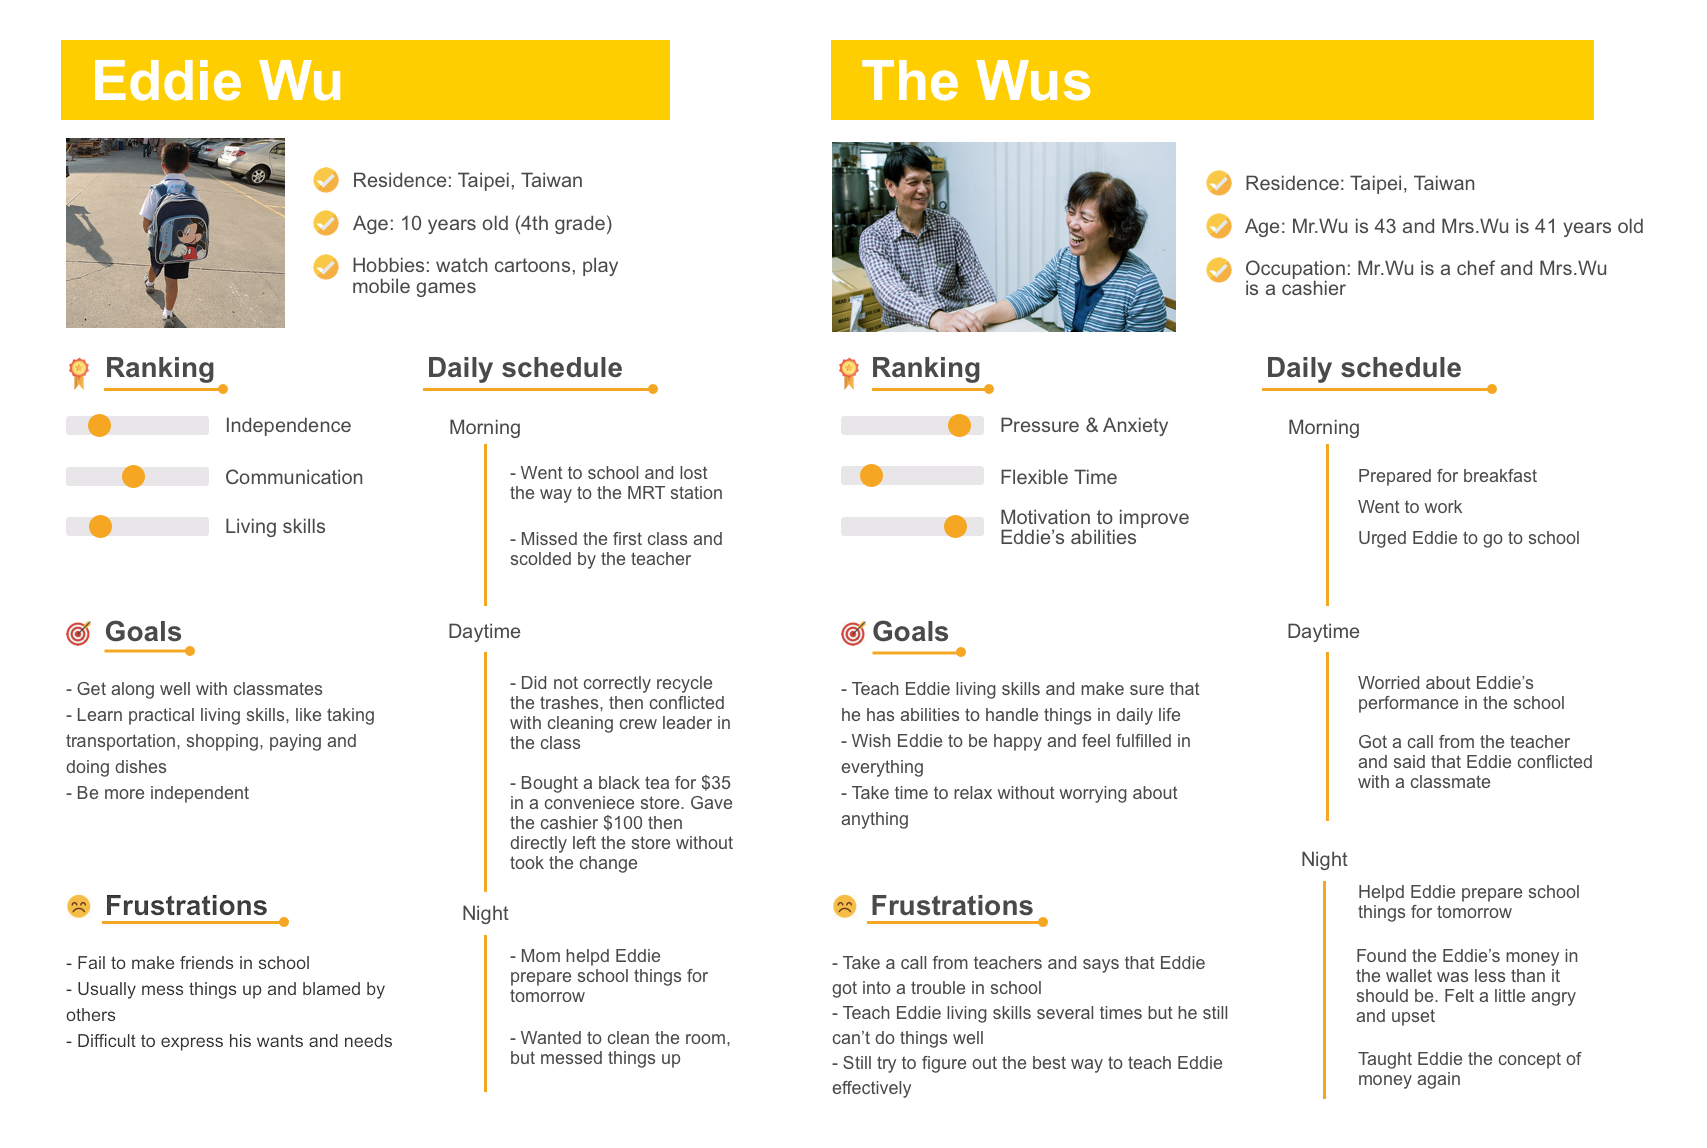 Eddie Wu
Residence: Taipei, Taiwan
Age: 10 years old (4th grade)
Hobbies: watch cartoons, play
mobile games
Ranking
Independence
Communication
Living skills
Goals
- Get along well with classmates
- Learn practical living skills, like taking
transportation, shopping, paying and
doing dishes
- Be more independent
Frustrations
- Fail to make friends in school
- Usually mess things up and blamed by
others
- Difficult to express his wants and needs
Daily schedule
Morning
- Went to school and lost
the way to the MRT station
- Missed the first class and
scolded by the teacher
Daytime
- Did not correctly recycle
the trashes, then conflicted
with cleaning crew leader in
the class
- Bought a black tea for $35
in a conveniece store. Gave
the cashier $100 then
directly left the store without
took the change
Night
- Mom helpd Eddie
prepare school things for
tomorrow
- Wanted to clean the room,
but messed things up
The Wus
Residence: Taipei, Taiwan
Age: Mr.Wu is 43 and Mrs.Wu is 41 years old
Occupation: Mr.Wu is a chef and Mrs.Wu
is a cashier
Ranking
Pressure & Anxiety
Flexible Time
Motivation to improve
Eddie's abilities
Goals
- Teach Eddie living skills and make sure that
he has abilities to handle things in daily life
- Wish Eddie to be happy and feel fulfilled in
everything
- Take time to relax without worrying about
anything
Frustrations
- Take a call from teachers and says that Eddie
got into a trouble in school
- Teach Eddie living skills several times but he still
can't do things well
- Still try to figure out the best way to teach Eddie
effectively
Daily schedule
Morning
Prepared for breakfast
Went to work
Urged Eddie to go to school
Daytime
Worried about Eddie's
performance in the school
Got a call from the teacher
and said that Eddie conflicted
with a classmate
Night
Helpd Eddie prepare school
things for tomorrow
Found the Eddie's money in
the wallet was less than it
should be. Felt a little angry
and upset
Taught Eddie the concept of
money again